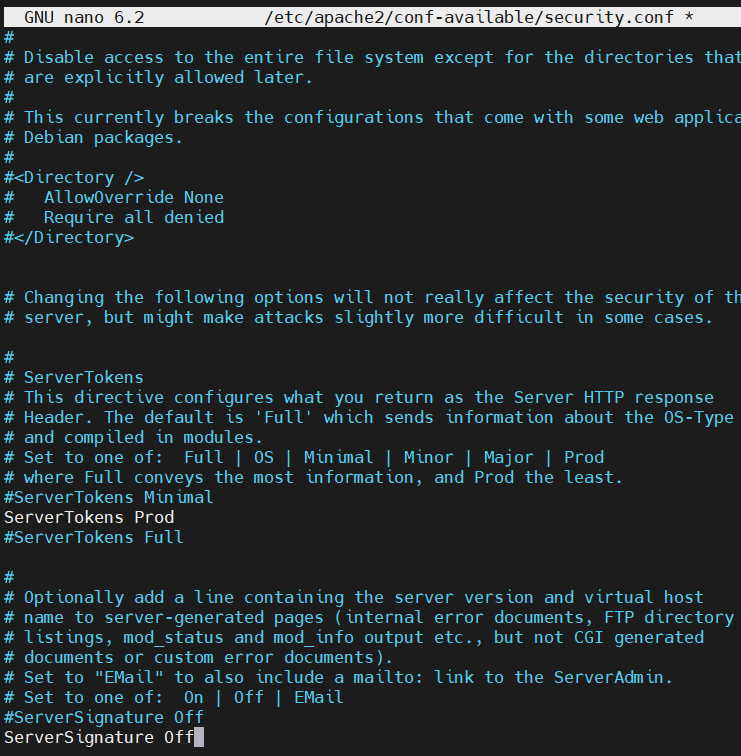 GNU nano 6.2 /etc/apache2/conf-available/security.conf *
#
# Disable access to the entire file system except for the directories that
# are explicitly allowed later.
#
# This currently breaks the configurations that come with some web applica
# Debian packages.
#
#<Directory />
#   AllowOverride None
#   Require all denied
#</Directory>
# Changing the following options will not really affect the security of th
# server, but might make attacks slightly more difficult in some cases.
#
# ServerTokens
# This directive configures what you return as the Server HTTP response
# Header. The default is 'Full' which sends information about the OS-Type
# and compiled in modules.
# Set to one of:  Full | OS | Minimal | Minor | Major | Prod
# where Full conveys the most information, and Prod the least.
#ServerTokens Minimal
ServerTokens Prod
#ServerTokens Full
#
# Optionally add a line containing the server version and virtual host
# name to server-generated pages (internal error documents, FTP directory
# listings, mod_status and mod_info output etc., but not CGI generated
# documents or custom error documents).
# Set to "EMail" to also include a mailto: link to the ServerAdmin.
# Set to one of:  On | Off | EMail
#ServerSignature Off
ServerSignature Off